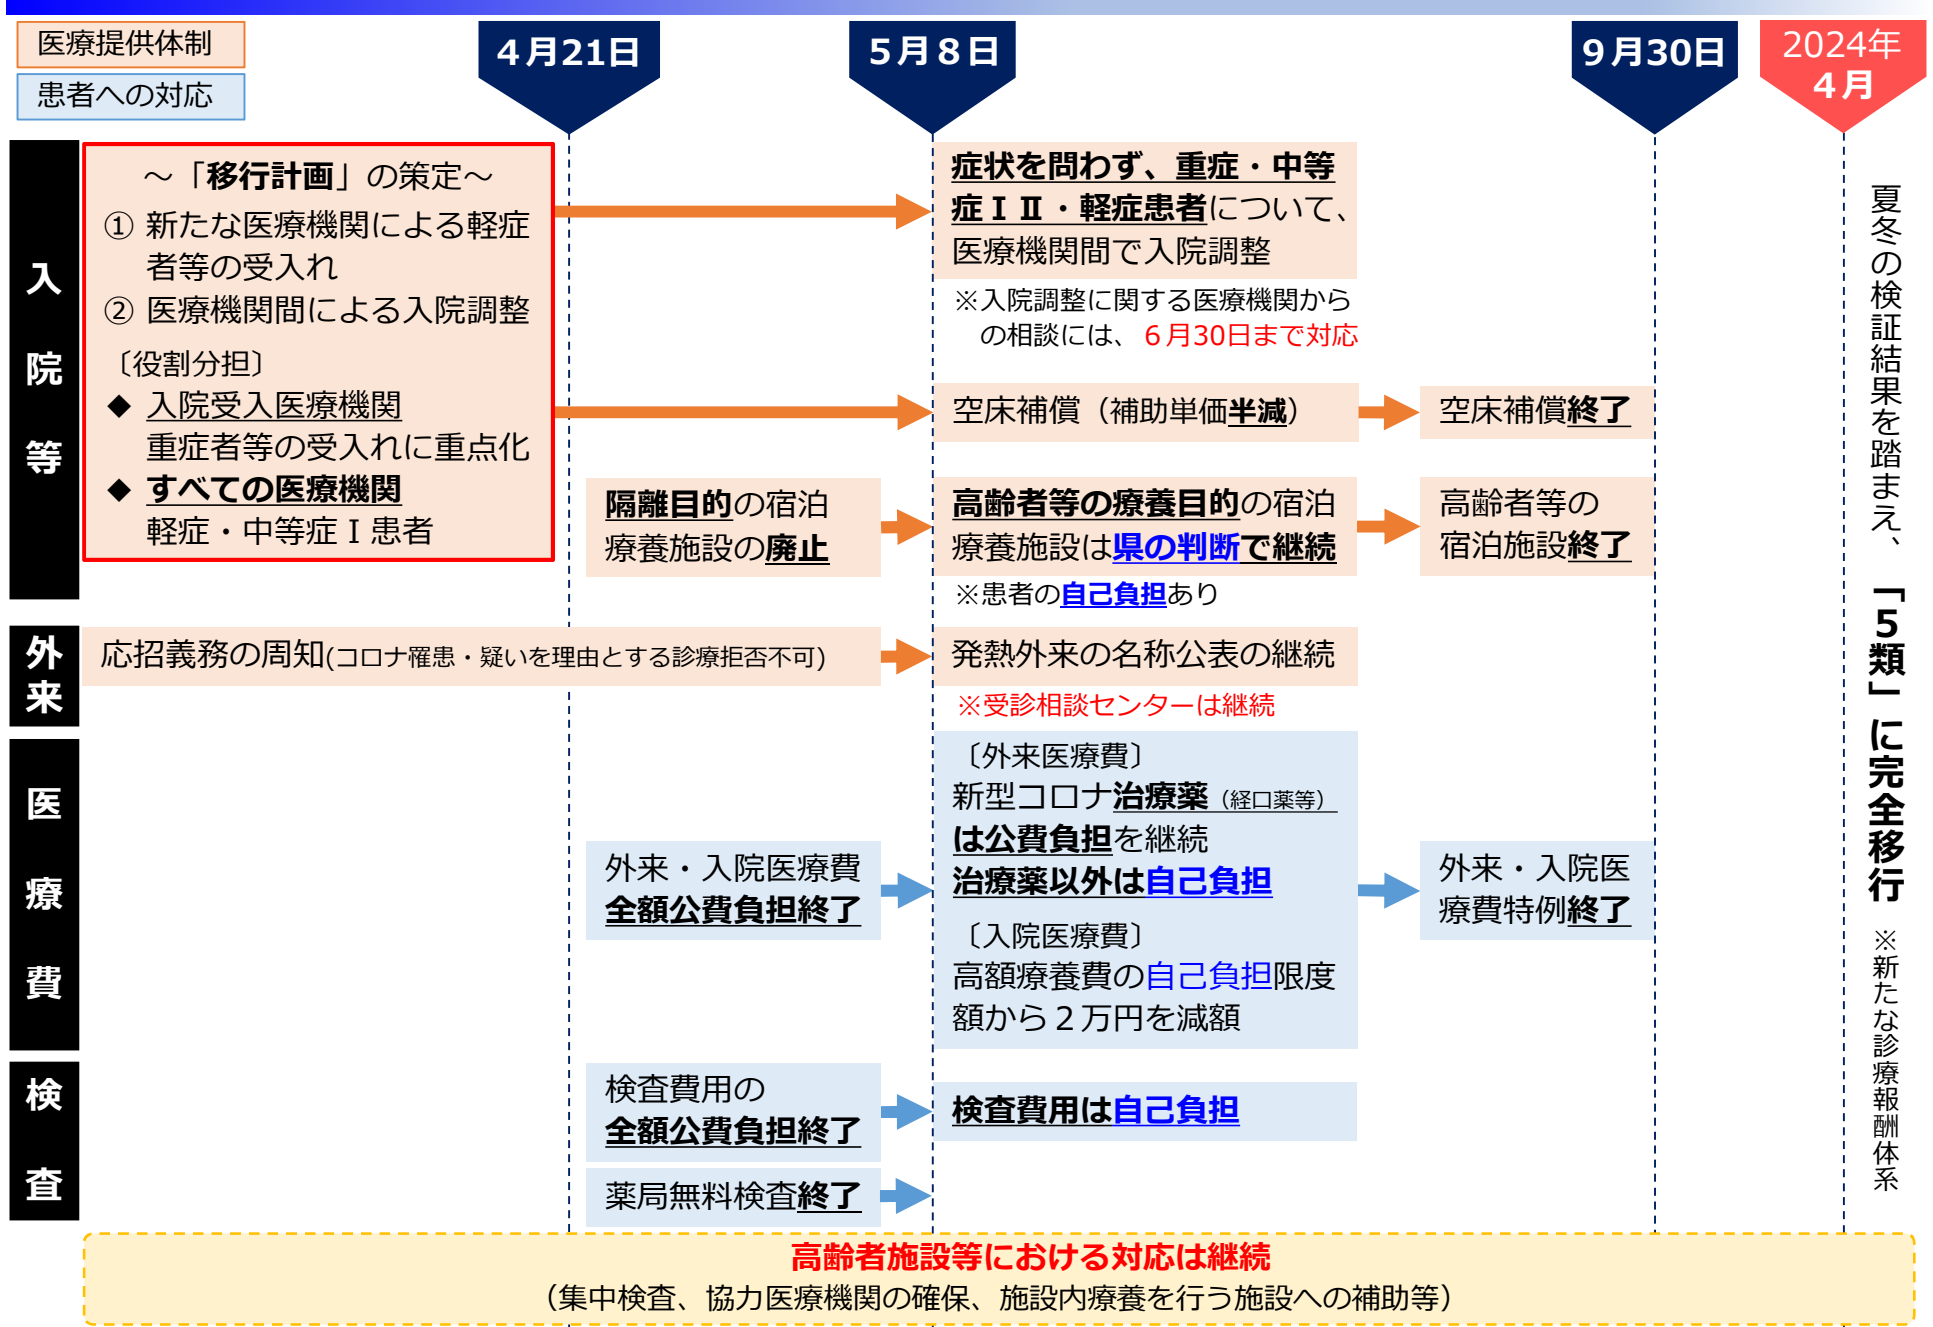 医療提供体制
患者への対応
４月21日
５月８日
９月30日
2024年
４月
入院等
～「移行計画」の策定～
① 新たな医療機関による軽症
者等の受入れ
② 医療機関間による入院調整
〔役割分担〕
◆ 入院受入医療機関
重症者等の受入れに重点化
◆ すべての医療機関
軽症・中等症Ⅰ患者
症状を問わず、重症・中等
症ⅠⅡ・軽症患者について、
医療機関間で入院調整
※入院調整に関する医療機関から
の相談には、６月30日まで対応
空床補償（補助単価半減）
空床補償終了
隔離目的の宿泊
療養施設の廃止
高齢者等の療養目的の宿泊
療養施設は県の判断で継続
※患者の自己負担あり
高齢者等の
宿泊施設終了
外来
応招義務の周知(コロナ罹患・疑いを理由とする診療拒否不可)
発熱外来の名称公表の継続
※受診相談センターは継続
医療費
外来・入院医療費
全額公費負担終了
〔外来医療費〕
新型コロナ治療薬（経口薬等）
は公費負担を継続
治療薬以外は自己負担
〔入院医療費〕
高額療養費の自己負担限度
額から２万円を減額
外来・入院医
療費特例終了
検査
検査費用の
全額公費負担終了
検査費用は自己負担
薬局無料検査終了
夏冬の検証結果を踏まえ、「５類」に完全移行 ※新たな診療報酬体系
高齢者施設等における対応は継続
（集中検査、協力医療機関の確保、施設内療養を行う施設への補助等）